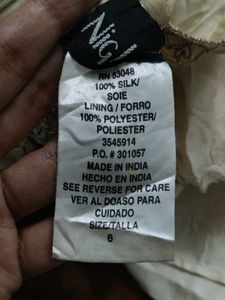 RN 53048
100% SILK/
SOIE
LINING / FORRO
100% POLYESTER/
POLIESTER
3545914
P.O. # 301057
MADE IN INDIA
HECHO EN INDIA
SEE REVERSE FOR CARE
VER AL DOASO PARA
CUIDADO
SIZE/TALLA
6